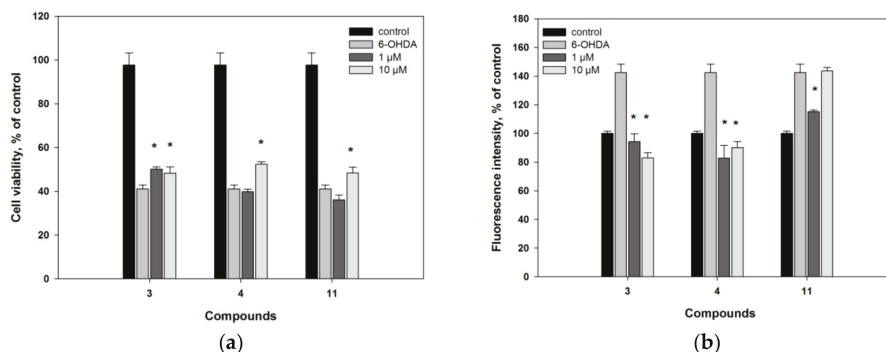 Cell viability, % of control
120
100
80
60
40
20
0
control
6-OHDA
1 μM
10 μM
* *
*
*
3 4 11
Compounds
(a)
Fluorescence intensity, % of control
180
160
140
120
100
80
60
40
20
0
control
6-OHDA
1 μM
10 μM
* *
* *
*
3 4 11
Compounds
(b)